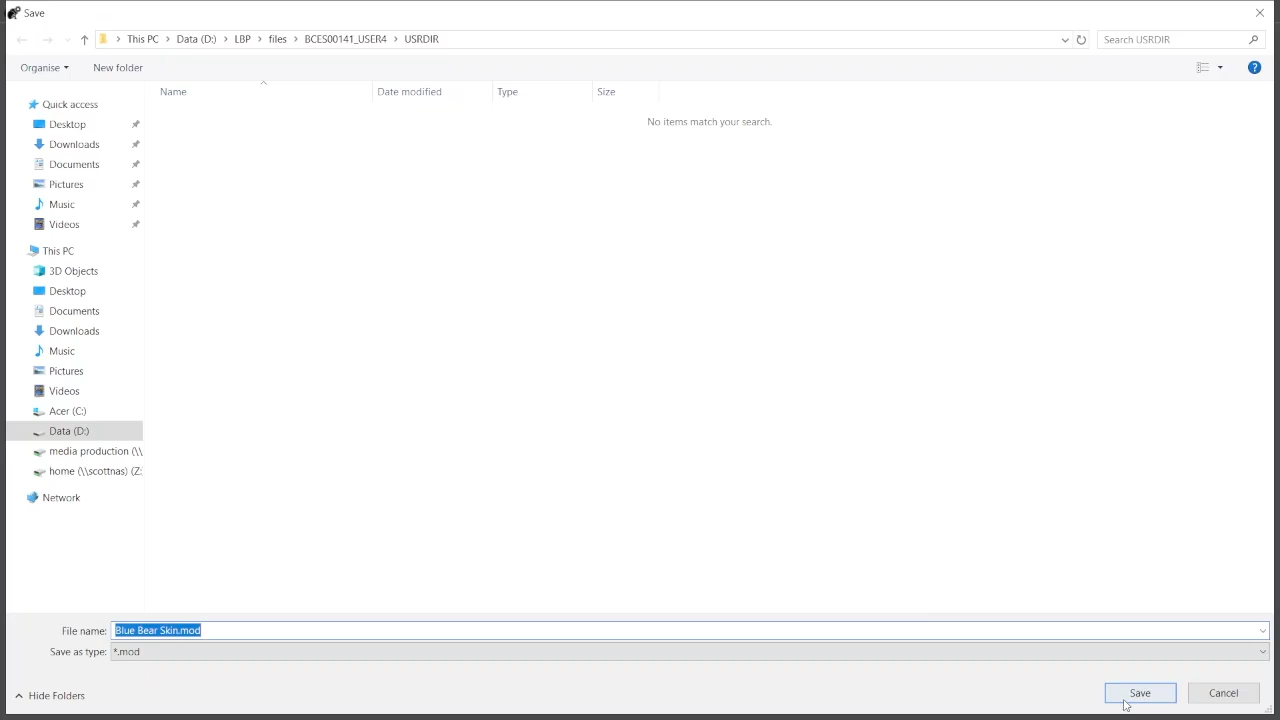 Save
This PC > Data (D:) > LBP > files > BCES00141_USER4 > USRDIR
Search USRDIR
Organise
New folder
Name
Date modified
Type
Size
No items match your search.
Quick access
Desktop
Downloads
Documents
Pictures
Music
Videos
This PC
3D Objects
Desktop
Documents
Downloads
Music
Pictures
Videos
Acer (C:)
Data (D:)
media production (\\
home (\\scottnas) (Z:
Network
File name: Blue Bear Skin.mod
Save as type: *.mod
Hide Folders
Save
Cancel